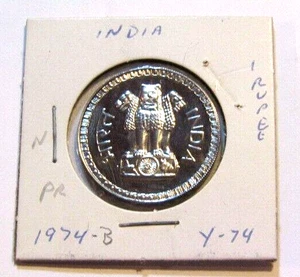 INDIA
1 RUPEE
भारत
INDIA
N
PR
1974-B
Y-74